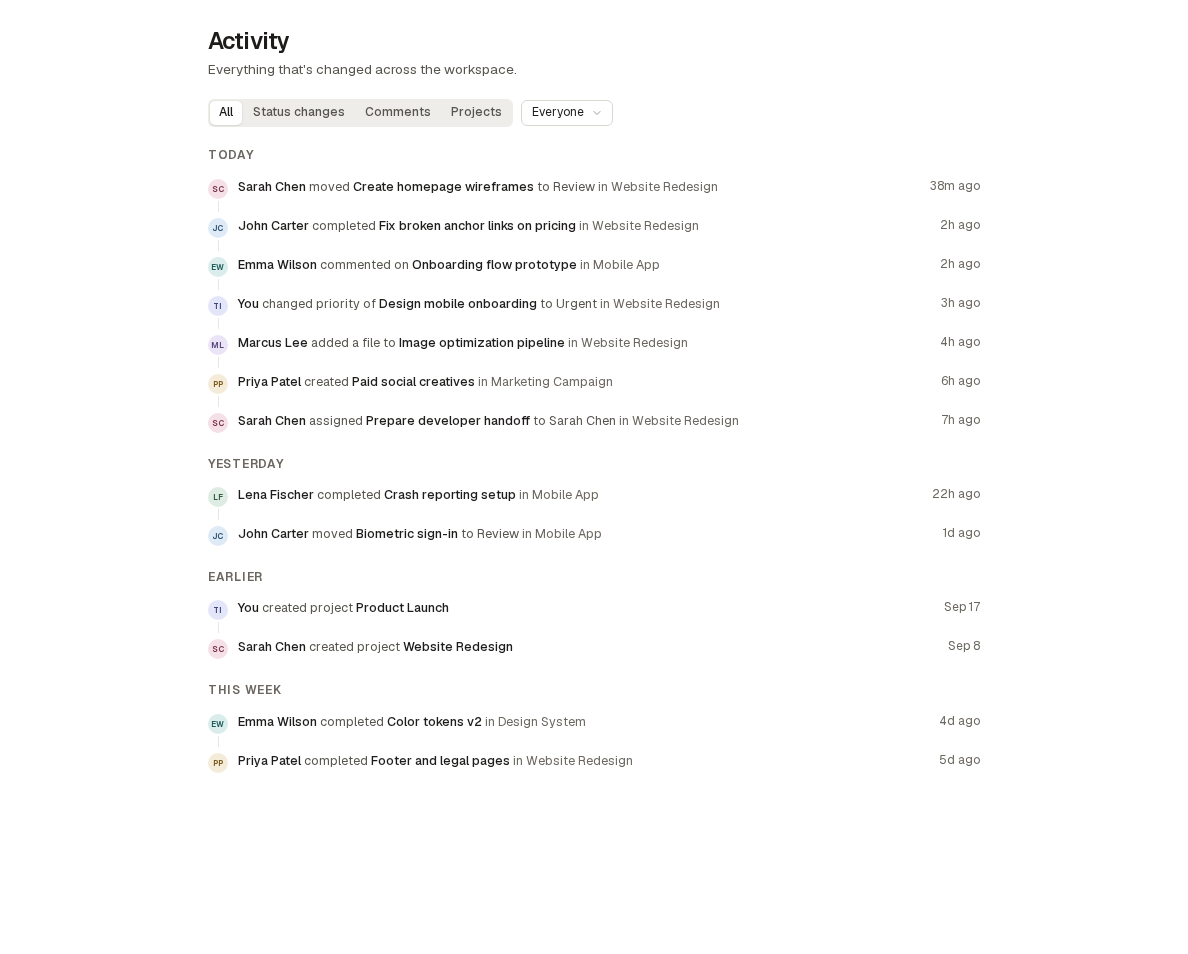 Activity
Everything that's changed across the workspace.
All Status changes Comments Projects Everyone
TODAY
SC Sarah Chen moved Create homepage wireframes to Review in Website Redesign 38m ago
JC John Carter completed Fix broken anchor links on pricing in Website Redesign 2h ago
EW Emma Wilson commented on Onboarding flow prototype in Mobile App 2h ago
TI You changed priority of Design mobile onboarding to Urgent in Website Redesign 3h ago
ML Marcus Lee added a file to Image optimization pipeline in Website Redesign 4h ago
PP Priya Patel created Paid social creatives in Marketing Campaign 6h ago
SC Sarah Chen assigned Prepare developer handoff to Sarah Chen in Website Redesign 7h ago
YESTERDAY
LF Lena Fischer completed Crash reporting setup in Mobile App 22h ago
JC John Carter moved Biometric sign-in to Review in Mobile App 1d ago
EARLIER
TI You created project Product Launch Sep 17
SC Sarah Chen created project Website Redesign Sep 8
THIS WEEK
EW Emma Wilson completed Color tokens v2 in Design System 4d ago
PP Priya Patel completed Footer and legal pages in Website Redesign 5d ago